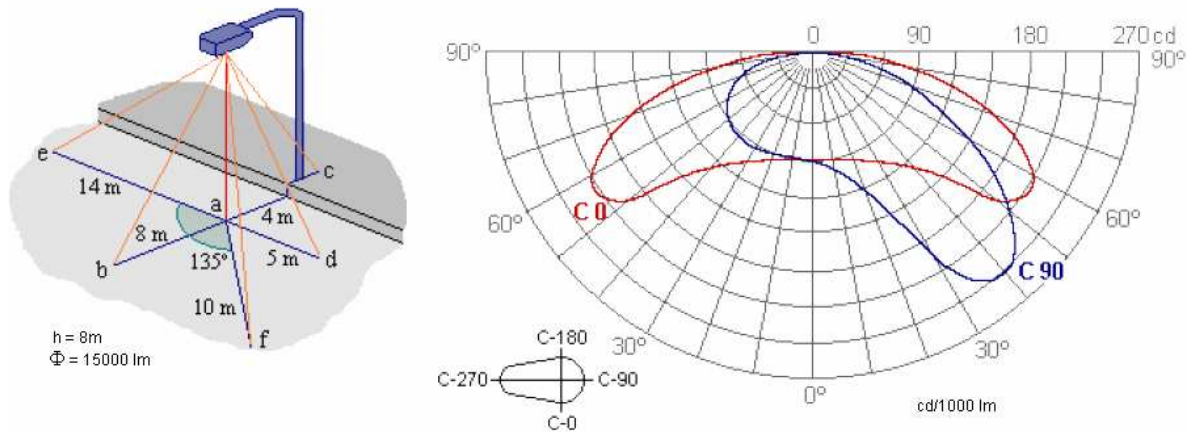 e
14 m
a
c
4 m
8 m
b
135°
5 m
d
10 m
f
h = 8m
Φ = 15000 lm
0 90 180 270 cd
90° 90°
60° 60°
C 0
C 90
30° 30°
0°
C-180
C-270 C-90
C-0
cd/1000 lm